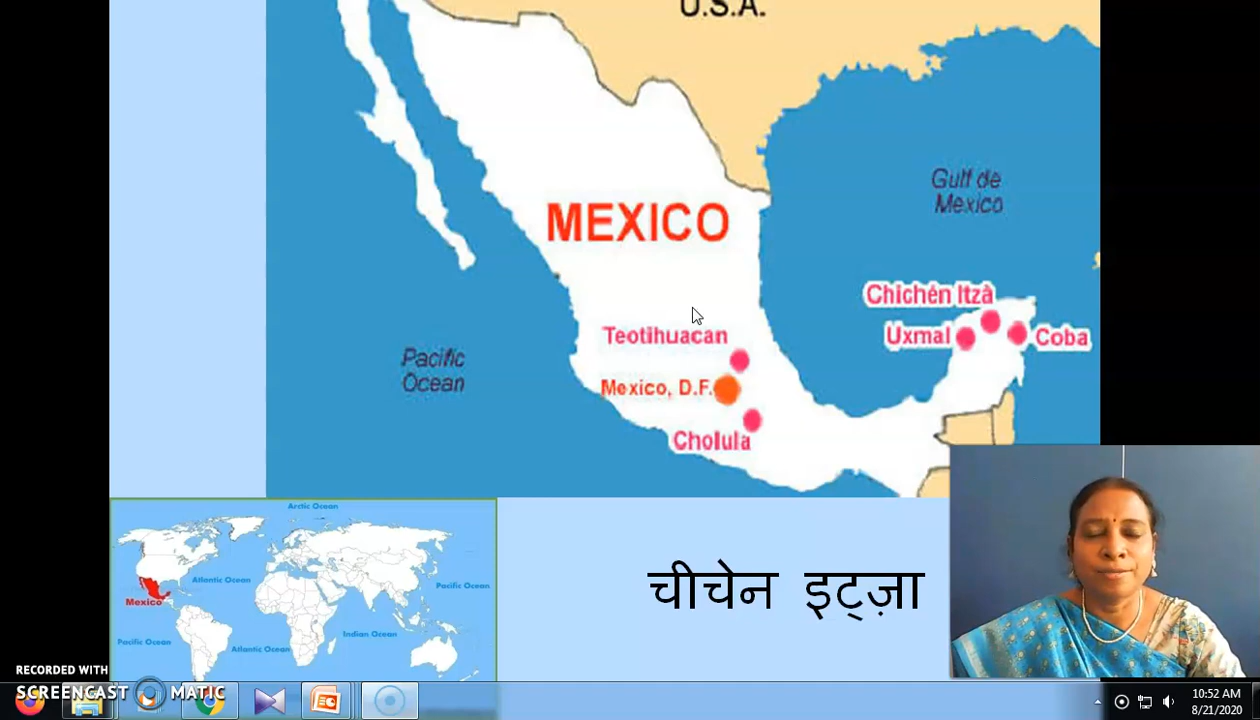 U.S.A.
Gulf de
Mexico
MEXICO
Chichén Itzà
Teotihuacan
Uxmal
Coba
Pacific
Ocean
Mexico, D.F.
Cholula
Arctic Ocean
Atlantic Ocean
Pacific Ocean
Mexico
Pacific Ocean
Indian Ocean
Atlantic Ocean
चीचेन इट्ज़ा
RECORDED WITH
SCREENCAST MATIC
10:52 AM
8/21/2020